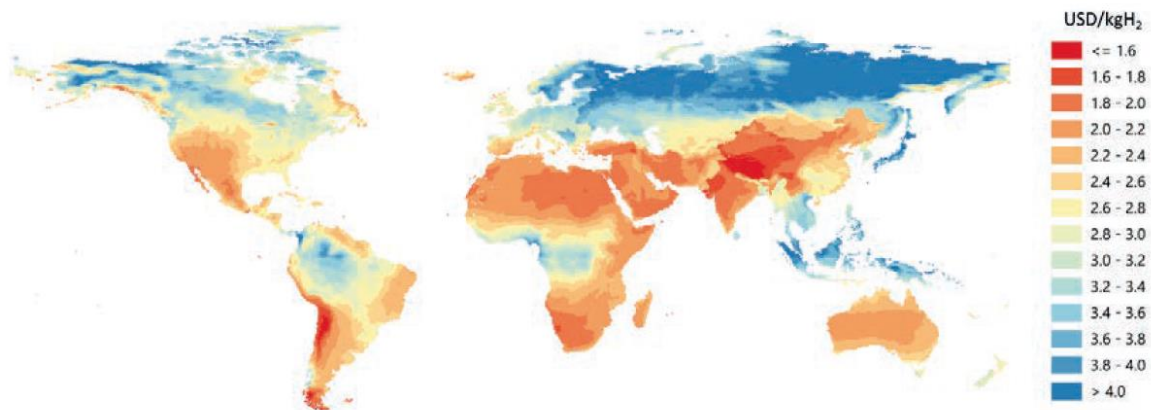 USD/kgH₂
<= 1.6
1.6 - 1.8
1.8 - 2.0
2.0 - 2.2
2.2 - 2.4
2.4 - 2.6
2.6 - 2.8
2.8 - 3.0
3.0 - 3.2
3.2 - 3.4
3.4 - 3.6
3.6 - 3.8
3.8 - 4.0
> 4.0